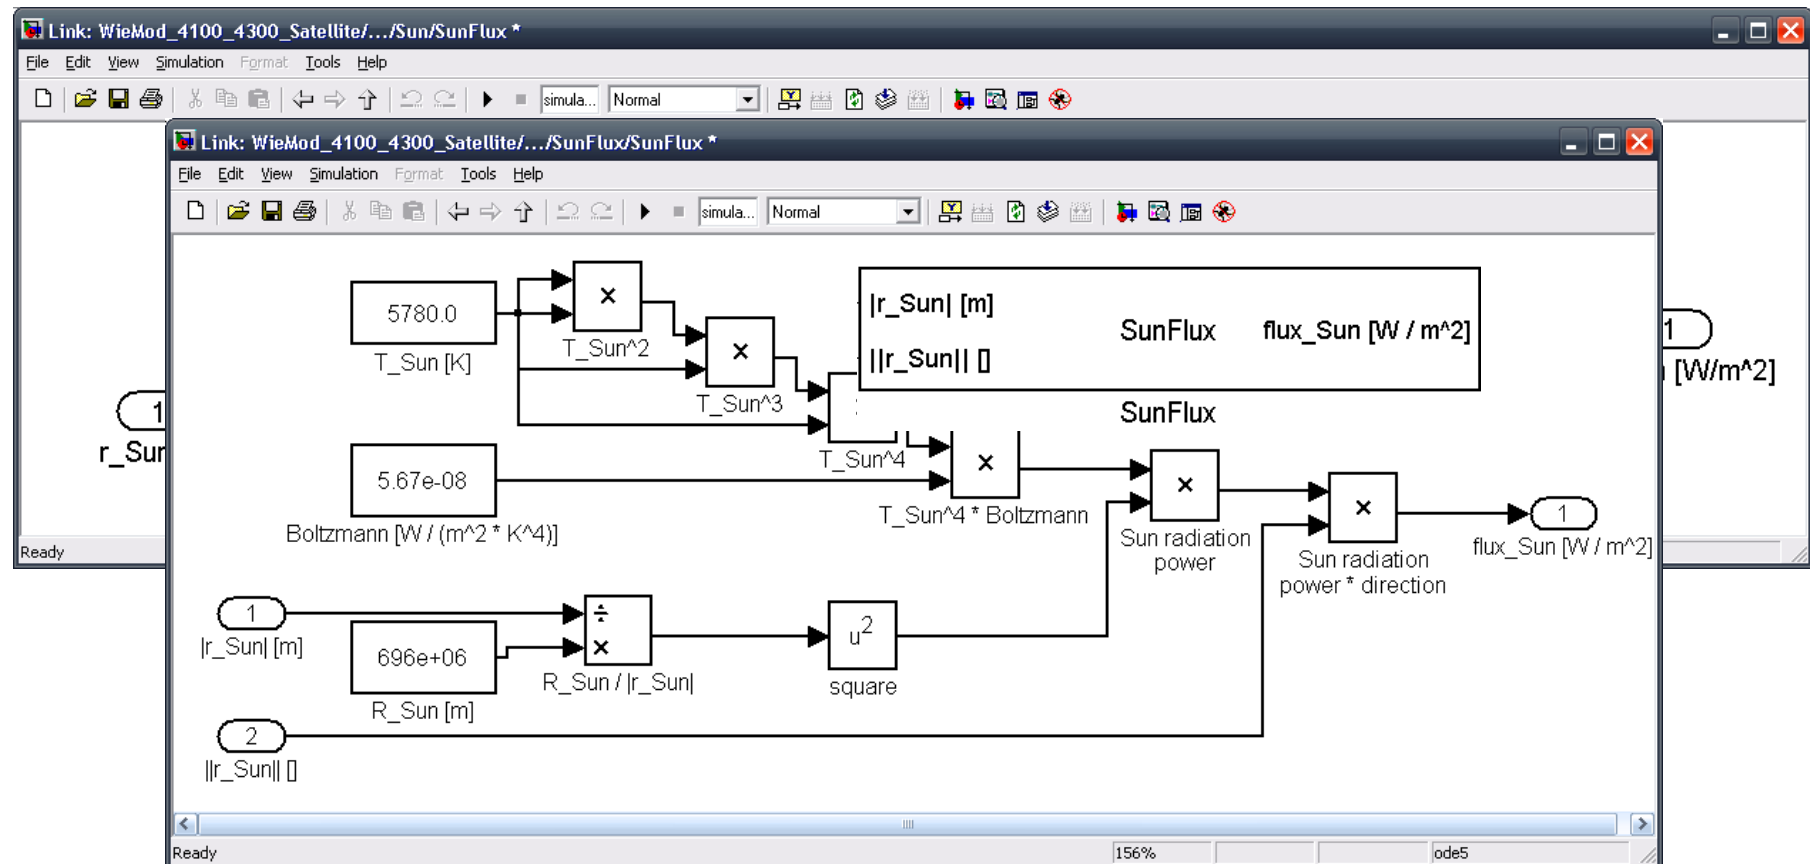 Link: WieMod_4100_4300_Satellite/.../Sun/SunFlux *
File Edit View Simulation Format Tools Help
simula... Normal
Link: WieMod_4100_4300_Satellite/.../SunFlux/SunFlux *
File Edit View Simulation Format Tools Help
simula... Normal
5780.0
T_Sun [K]
×
T_Sun^2
×
T_Sun^3
T_Sun^4
|r_Sun| [m]
||r_Sun|| []
SunFlux
flux_Sun [W / m^2]
SunFlux
1
r_Sun
1
[W/m^2]
5.67e-08
Boltzmann [W / (m^2 * K^4)]
×
T_Sun^4 * Boltzmann
×
Sun radiation
power
×
Sun radiation
power * direction
1
flux_Sun [W / m^2]
1
|r_Sun| [m]
696e+06
R_Sun [m]
÷
×
R_Sun / |r_Sun|
u^2
square
2
||r_Sun|| []
Ready
Ready
156%
ode5